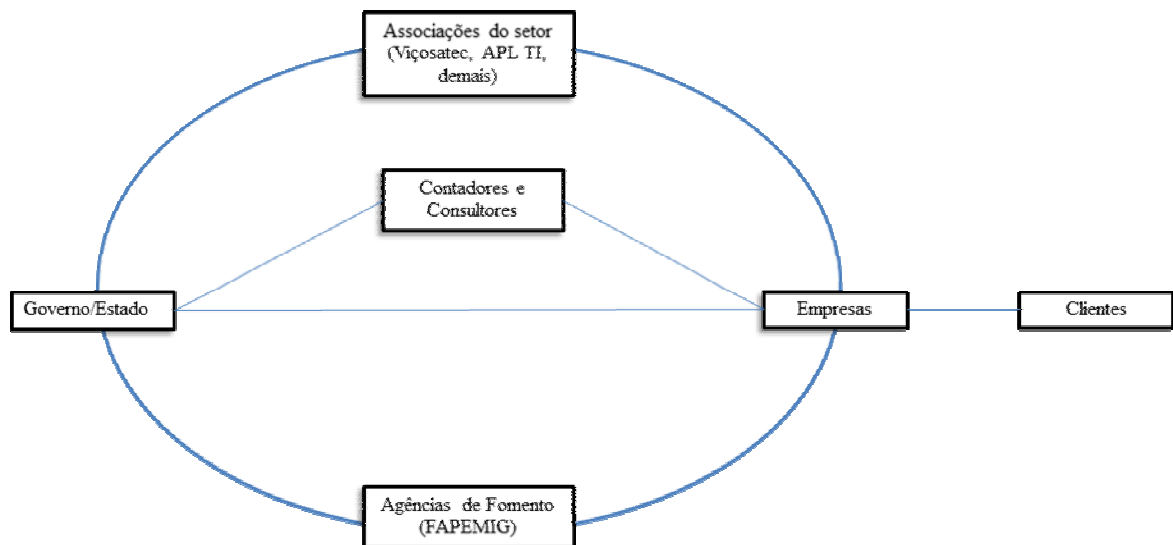 Associações do setor
(Viçosatec, APL TI,
demais)
Contadores e
Consultores
Governo/Estado
Empresas
Clientes
Agências de Fomento
(FAPEMIG)